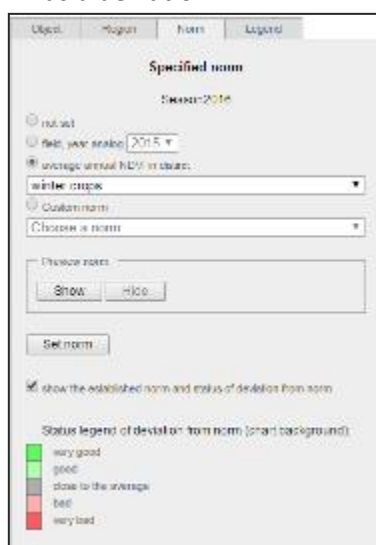 Object Region Norm Legend
Specified norm
Season 2016
not set
field, year analog 2015
average annual NDVI in district
winter crops
Custom norm
Choose a norm
Preview norm
Show Hide
Set norm
show the established norm and status of deviation from norm
Status legend of deviation from norm (chart background):
very good
good
close to the average
bad
very bad